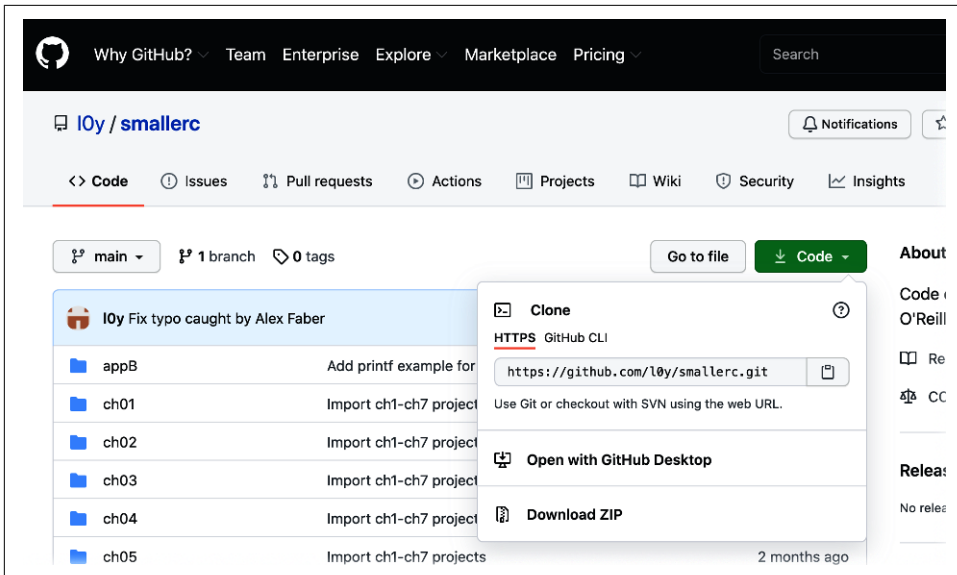 Why GitHub? Team Enterprise Explore Marketplace Pricing Search
l0y / smallerc Notifications
<> Code Issues Pull requests Actions Projects Wiki Security Insights
main 1 branch 0 tags Go to file Code About
l0y Fix typo caught by Alex Faber Clone Code
HTTPS GitHub CLI O'Reill
appB Add printf example for https://github.com/l0y/smallerc.git Re
ch01 Import ch1-ch7 project Use Git or checkout with SVN using the web URL. CC
ch02 Import ch1-ch7 project
ch03 Import ch1-ch7 project Open with GitHub Desktop Releas
ch04 Import ch1-ch7 project Download ZIP No relea
ch05 Import ch1-ch7 projects 2 months ago